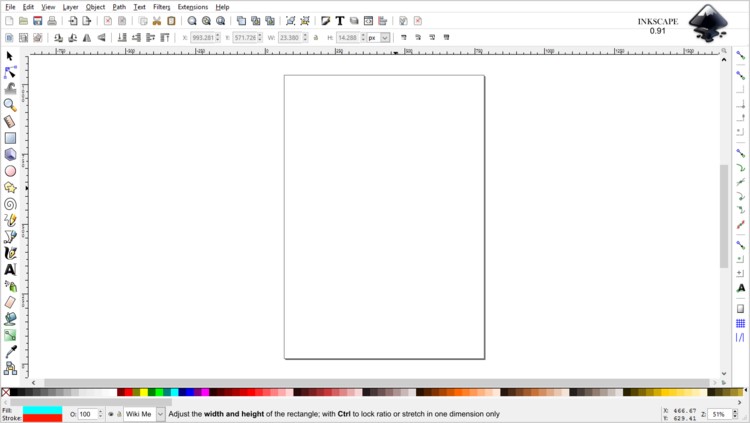 File Edit View Layer Object Path Text Filters Extensions Help
INKSCAPE
0.91
X: 993.281 Y: 571.726 W: 23.380 H: 14.288 px
Fill:
Stroke:
O: 100
Wiki Me
Adjust the width and height of the rectangle; with Ctrl to lock ratio or stretch in one dimension only
X: 466.67
Y: 629.41
Z: 51%